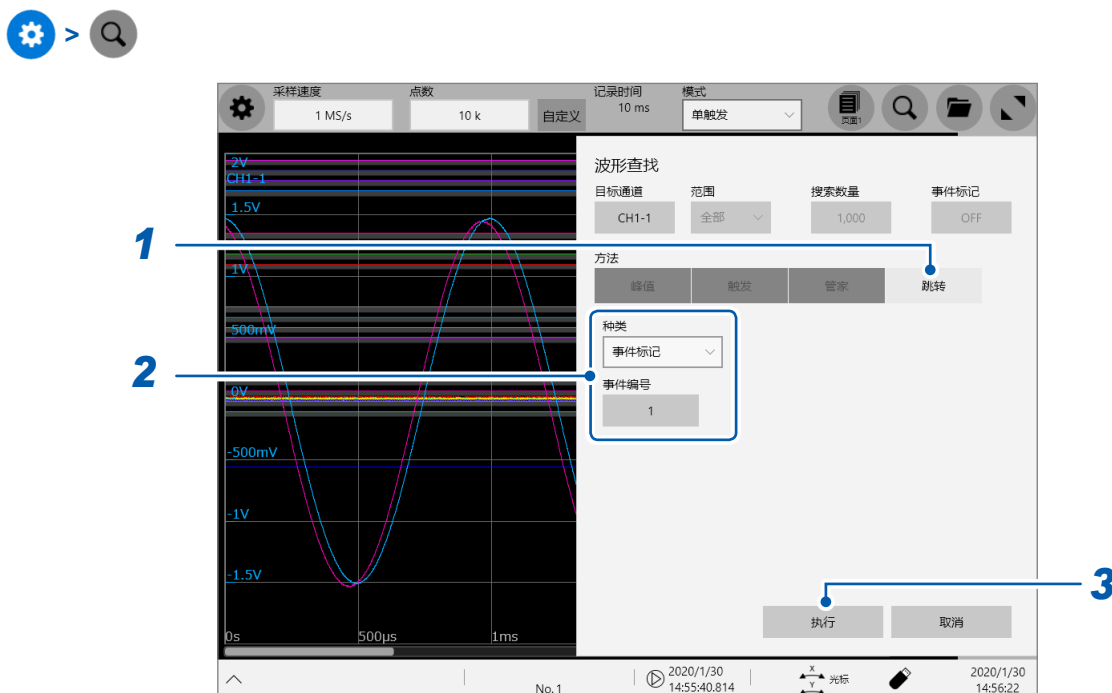 >
采样速度 点数 记录时间 模式
1 MS/s 10 k 自定义 10 ms 单触发 页面1
2V
CH1-1
1.5V
1V
500mV
0V
-500mV
-1V
-1.5V
0s 500μs 1ms
波形查找
目标通道 范围 搜索数量 事件标记
CH1-1 全部 1,000 OFF
1
方法
峰值 触发 管家 跳转
种类
事件标记
2
事件编号
1
3
执行 取消
No. 1
2020/1/30
14:55:40.814
X
Y
光标
2020/1/30
14:56:22